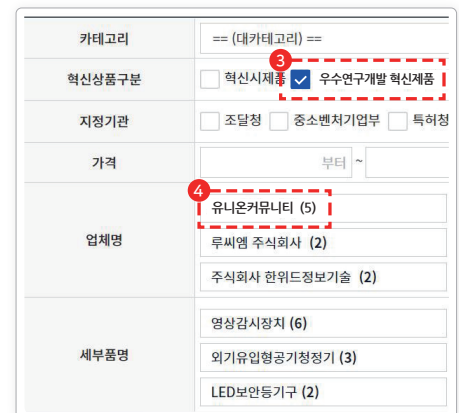 카테고리 == (대카테고리) ==
3
혁신상품구분 혁신시제품 우수연구개발 혁신제품
지정기관 조달청 중소벤처기업부 특허청
가격 부터 ~
4
유니온커뮤니티 (5)
업체명 루씨엠 주식회사 (2)
주식회사 한위드정보기술 (2)
영상감시장치 (6)
세부품명 외기유입형공기청정기 (3)
LED보안등기구 (2)